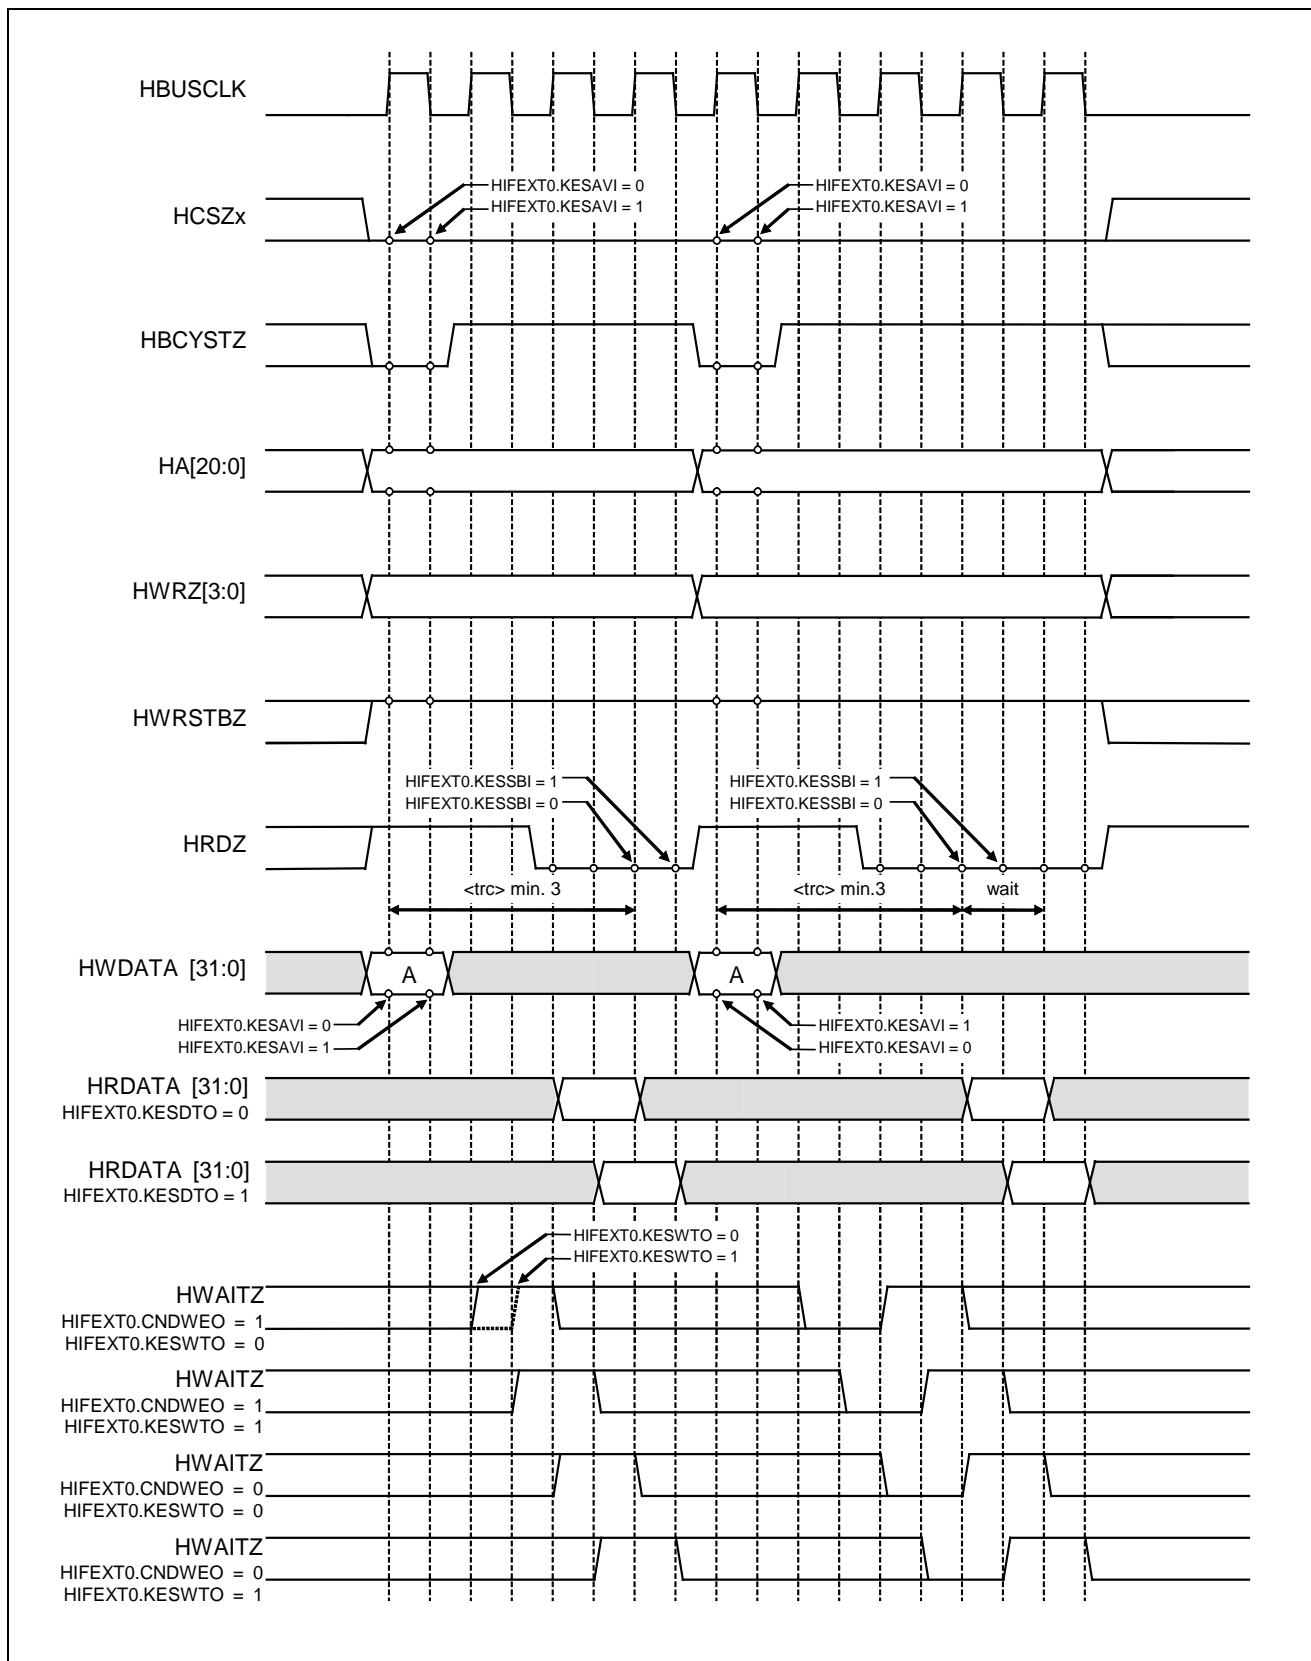 HBUSCLK
HIFEXT0.KESAVI = 0 HIFEXT0.KESAVI = 0
HIFEXT0.KESAVI = 1 HIFEXT0.KESAVI = 1
HCSZx
HBCYSTZ
HA[20:0]
HWRZ[3:0]
HWRSTBZ
HIFEXT0.KESSBI = 1 HIFEXT0.KESSBI = 1
HIFEXT0.KESSBI = 0 HIFEXT0.KESSBI = 0
HRDZ
<trc> min. 3 <trc> min.3 wait
HWDATA [31:0] A A
HIFEXT0.KESAVI = 0 HIFEXT0.KESAVI = 1
HIFEXT0.KESAVI = 1 HIFEXT0.KESAVI = 0
HRDATA [31:0]
HIFEXT0.KESDTO = 0
HRDATA [31:0]
HIFEXT0.KESDTO = 1
HIFEXT0.KESWTO = 0
HIFEXT0.KESWTO = 1
HWAITZ
HIFEXT0.CNDWEO = 1
HIFEXT0.KESWTO = 0
HWAITZ
HIFEXT0.CNDWEO = 1
HIFEXT0.KESWTO = 1
HWAITZ
HIFEXT0.CNDWEO = 0
HIFEXT0.KESWTO = 0
HWAITZ
HIFEXT0.CNDWEO = 0
HIFEXT0.KESWTO = 1